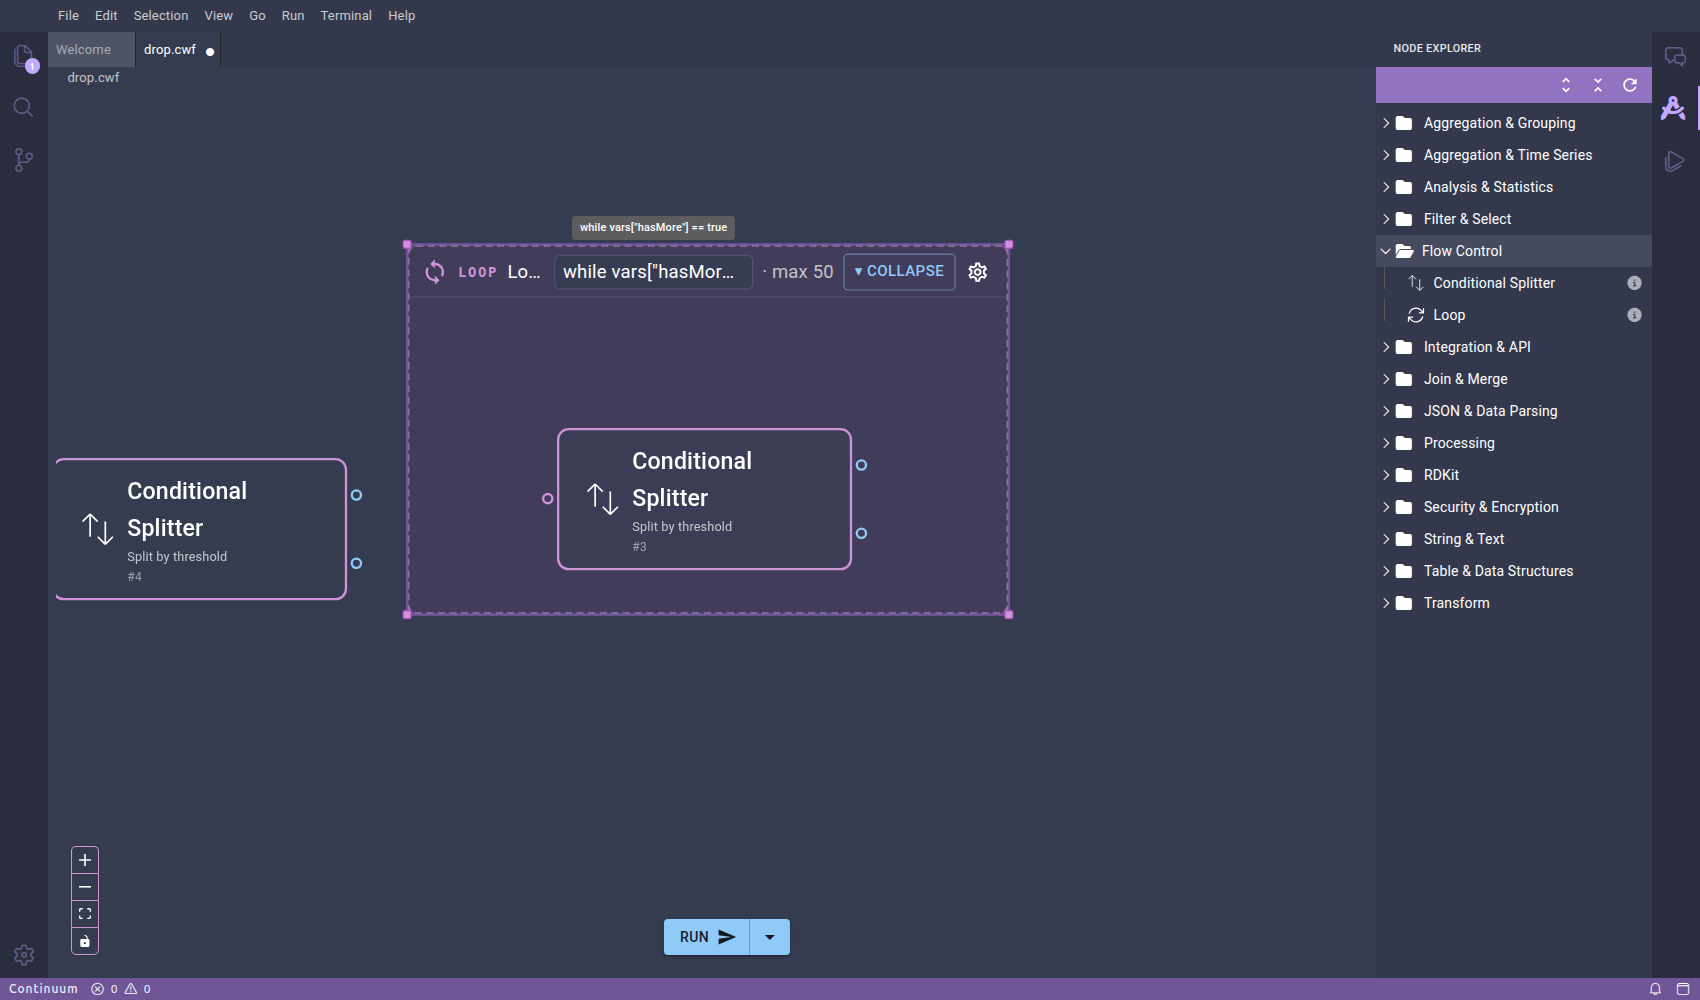 File Edit Selection View Go Run Terminal Help
Welcome
drop.cwf
drop.cwf
1
while vars["hasMore"] == true
LOOP Lo... while vars["hasMor... · max 50 ▾ COLLAPSE
Conditional
Splitter
Split by threshold
#3
Conditional
Splitter
Split by threshold
#4
RUN
NODE EXPLORER
Aggregation & Grouping
Aggregation & Time Series
Analysis & Statistics
Filter & Select
Flow Control
Conditional Splitter
Loop
Integration & API
Join & Merge
JSON & Data Parsing
Processing
RDKit
Security & Encryption
String & Text
Table & Data Structures
Transform
Continuum 0 0